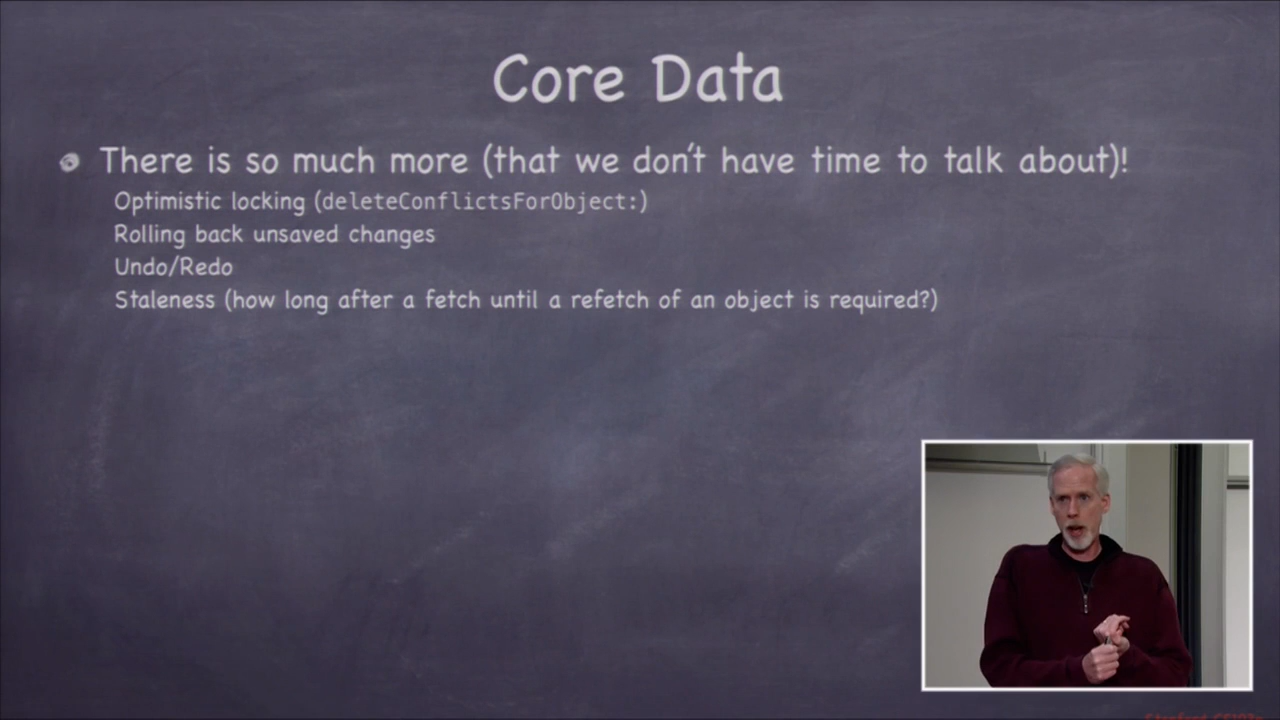 Core Data
There is so much more (that we don't have time to talk about)!
Optimistic locking (deleteConflictsForObject:)
Rolling back unsaved changes
Undo/Redo
Staleness (how long after a fetch until a refetch of an object is required?)